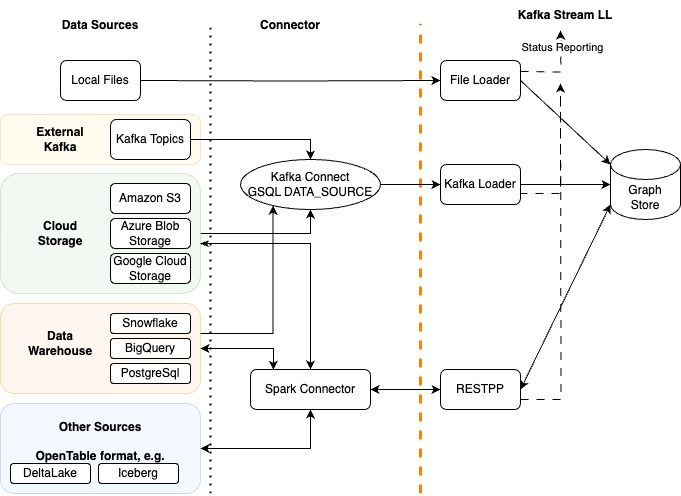 Kafka Stream LL
Data Sources
Connector
Status Reporting
Local Files
File Loader
External
Kafka
Kafka Topics
Kafka Connect
GSQL DATA_SOURCE
Kafka Loader
Graph
Store
Cloud
Storage
Amazon S3
Azure Blob
Storage
Google Cloud
Storage
Data
Warehouse
Snowflake
BigQuery
PostgreSql
Spark Connector
RESTPP
Other Sources
OpenTable format, e.g.
DeltaLake
Iceberg